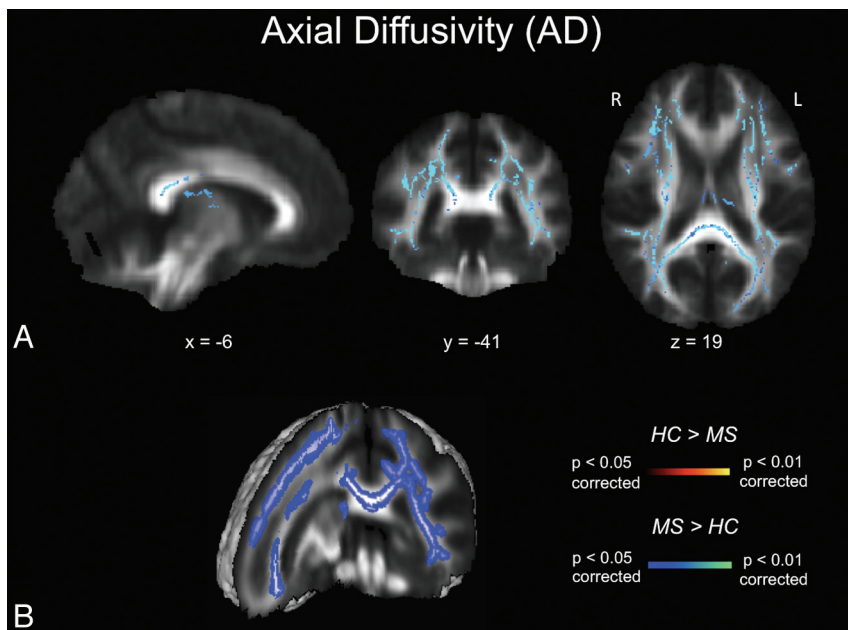 Axial Diffusivity (AD)
R
L
A
x = -6
y = -41
z = 19
HC > MS
p < 0.05
corrected
p < 0.01
corrected
MS > HC
p < 0.05
corrected
p < 0.01
corrected
B